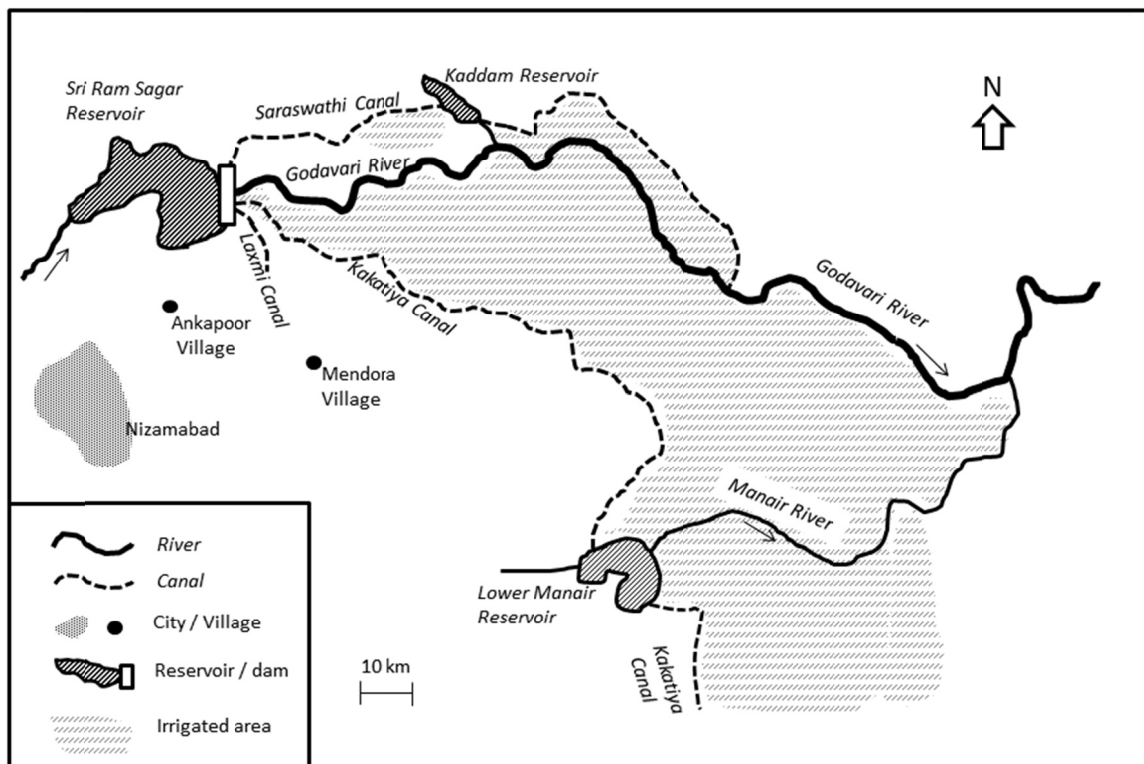 Sri Ram Sagar
Reservoir
Saraswathi Canal
Kaddam Reservoir
N
Godavari River
Laxmi Canal
Kakatiya Canal
Godavari River
Ankapoor
Village
Mendora
Village
Nizamabad
Manair River
Lower Manair
Reservoir
Kakatiya
Canal
10 km
River
Canal
City / Village
Reservoir / dam
Irrigated area